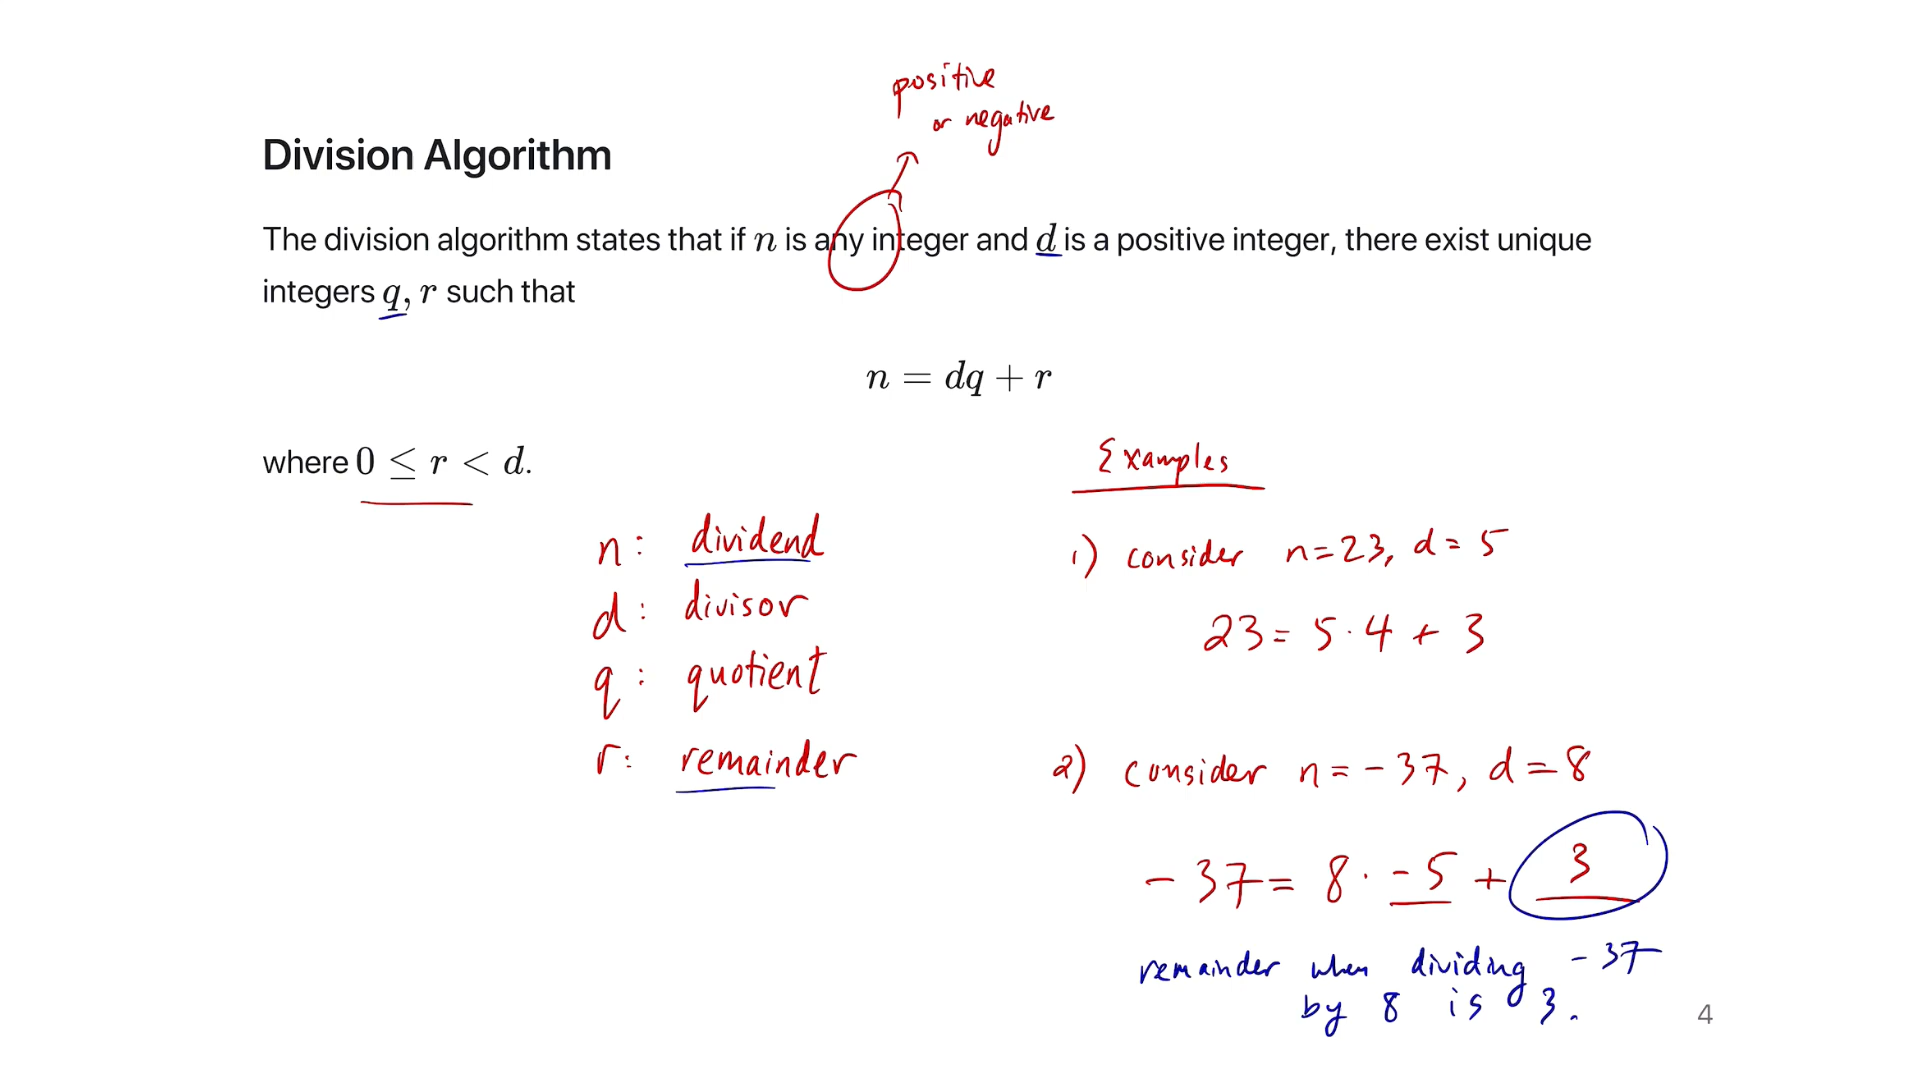 positive
or negative
Division Algorithm
The division algorithm states that if n is any integer and d is a positive integer, there exist unique
integers q, r such that
n = dq + r
where 0 ≤ r < d.
n: dividend
d: divisor
q: quotient
r: remainder
Examples
1) consider n=23, d=5
23= 5·4 + 3
2) consider n=-37, d=8
-37= 8·-5 + 3
remainder when dividing -37
by 8 is 3.
4